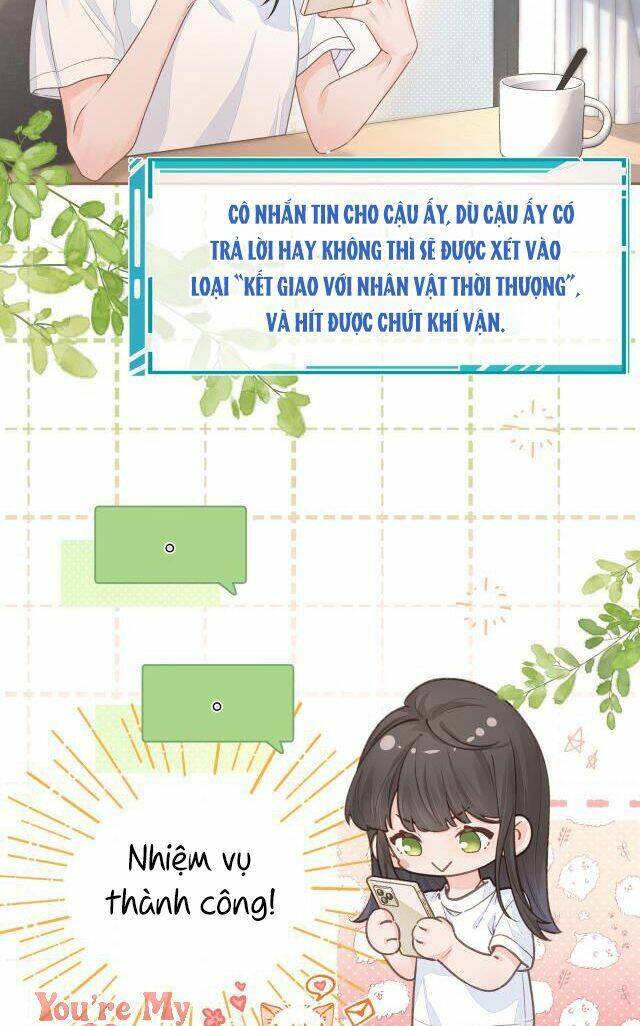 CÔ NHẮN TIN CHO CẬU ẤY, DÙ CẬU ẤY CÓ
TRẢ LỜI HAY KHÔNG THÌ SẼ ĐƯỢC XÉT VÀO
LOẠI “KẾT GIAO VỚI NHÂN VẬT THỜI THƯỢNG”,
VÀ HÍT ĐƯỢC CHÚT KHÍ VẬN.
。
。
Nhiệm vụ
thành công!
You're My